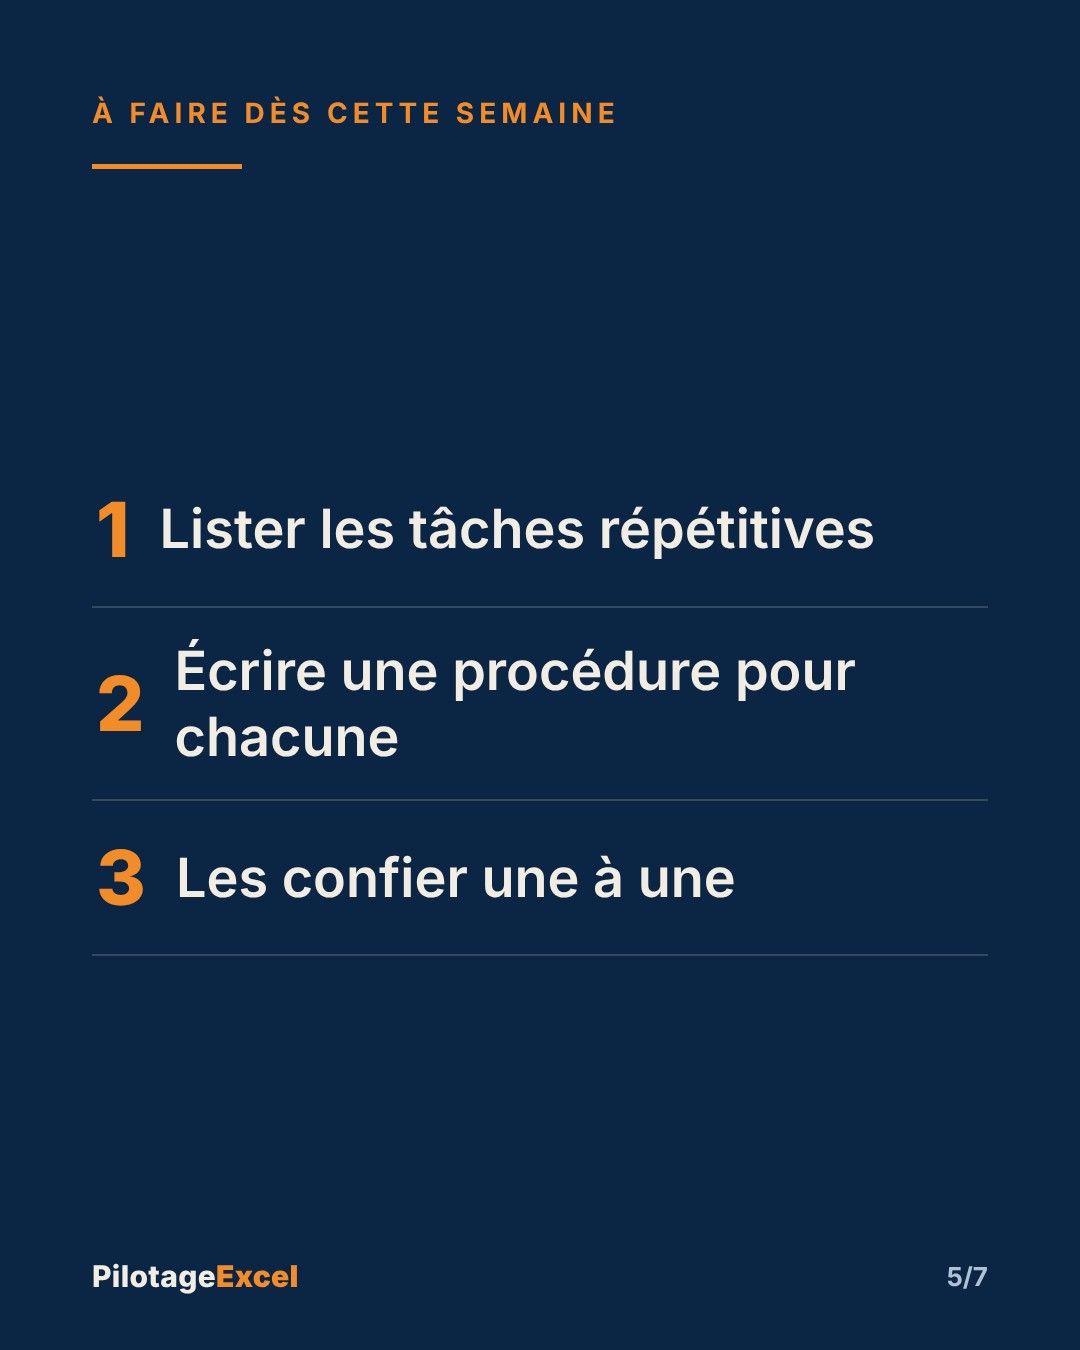 À FAIRE DÈS CETTE SEMAINE
1 Lister les tâches répétitives
2 Écrire une procédure pour
chacune
3 Les confier une à une
PilotageExcel
5/7